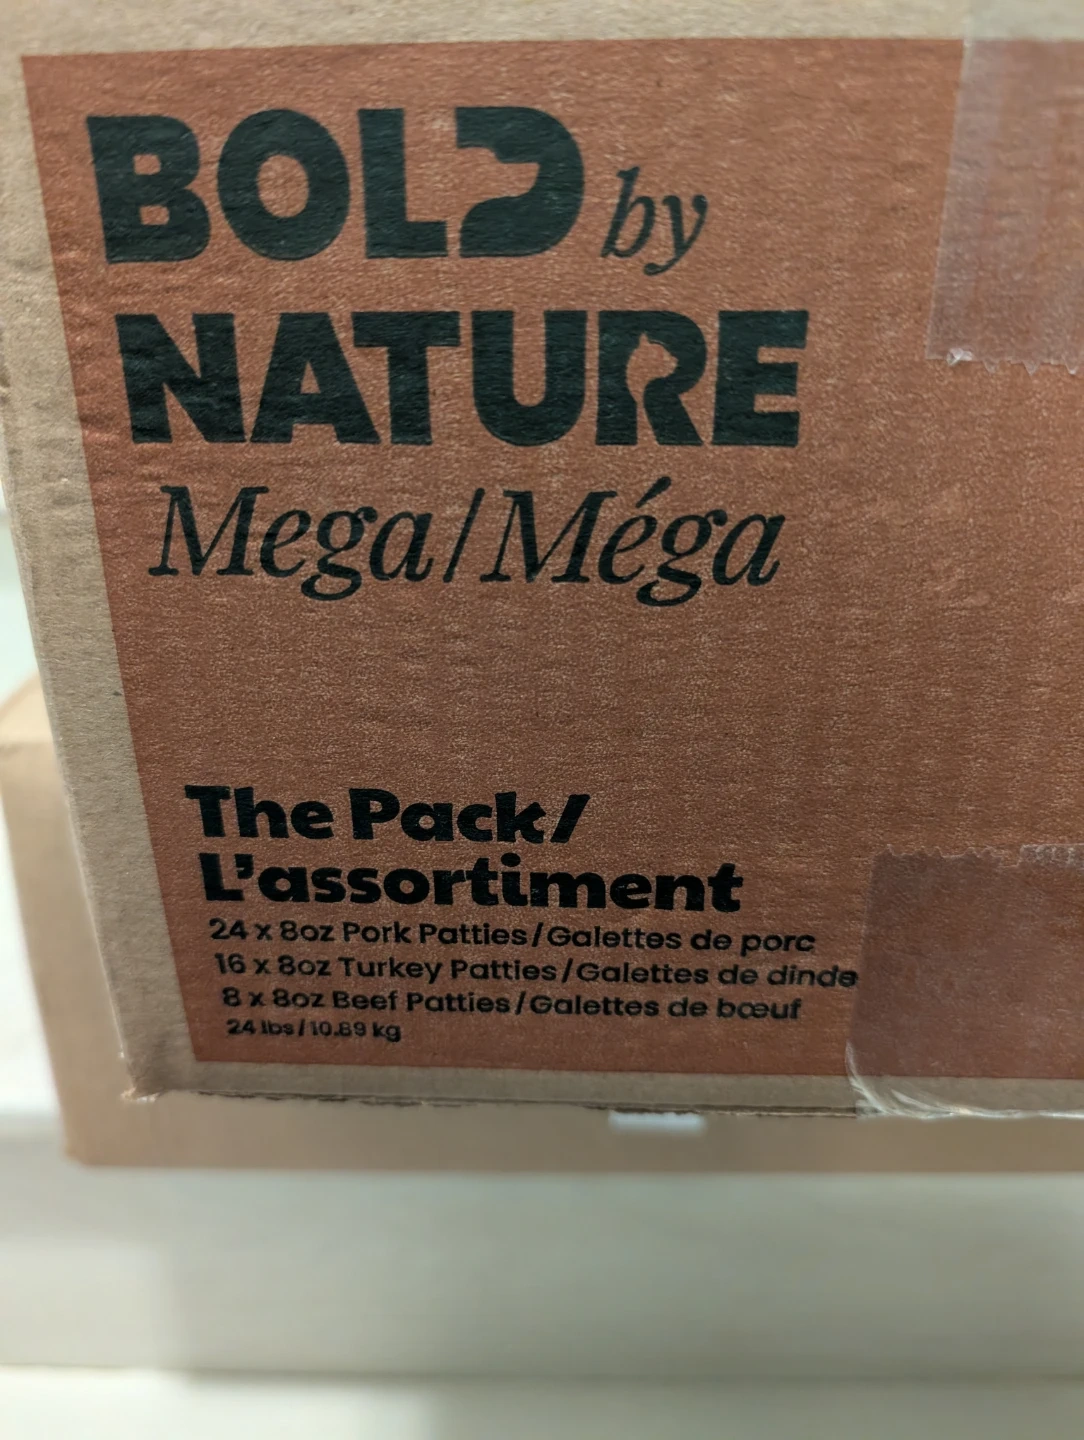 BOLD by
NATURE
Mega/Méga
The Pack/
L'assortiment
24 x 8oz Pork Patties/Galettes de porc
16 x 8oz Turkey Patties/Galettes de dinde
8 x 8oz Beef Patties/Galettes de bœuf
24 lbs/10.89 kg